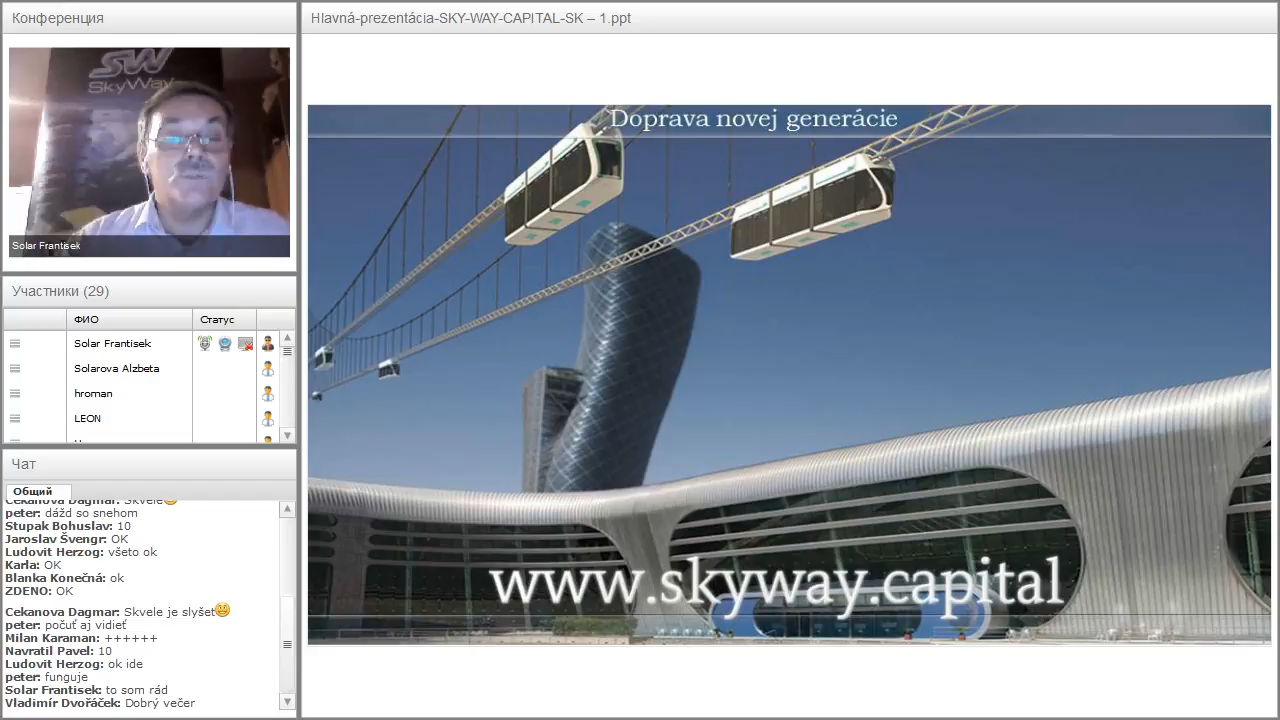 Конференция
SW
SkyWay
Solar Frantisek
Участники (29)
ФИО
Статус
Solar Frantisek
Solarova Alzbeta
hroman
LEON
Чат
Общий
Cekanova Dagmar: Skvele
peter: dážd so snehom
Stupak Bohuslav: 10
Jaroslav Švengr: OK
Ludovit Herzog: všeto ok
Karla: OK
Blanka Konečná: ok
ZDENO: OK
Cekanova Dagmar: Skvele je slyšet
peter: počuť aj vidieť
Milan Karaman: ++++++
Navratil Pavel: 10
Ludovit Herzog: ok ide
peter: funguje
Solar Frantisek: to som rád
Vladimír Dvořáček: Dobrý večer
Hlavná-prezentácia-SKY-WAY-CAPITAL-SK – 1.ppt
Doprava novej generácie
www.skyway.capital